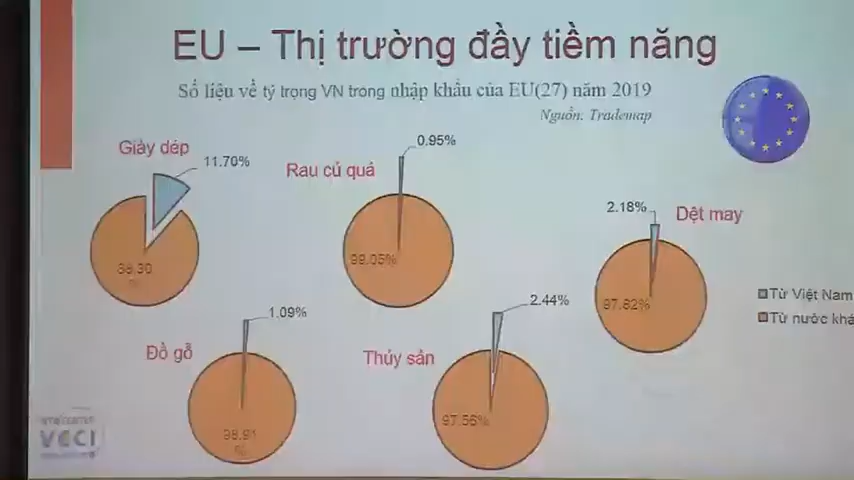 EU – Thị trường đầy tiềm năng
Số liệu về tỷ trọng VN trong nhập khẩu của EU(27) năm 2019
Nguồn. Trademap
Giày dép
11.70%
88.30
%
Rau củ quả
0.95%
99.05%
Dệt may
2.18%
97.82%
Từ Việt Nam
Từ nước khá
Đồ gỗ
1.09%
98.91
%
Thủy sản
2.44%
97.56%
VCCI